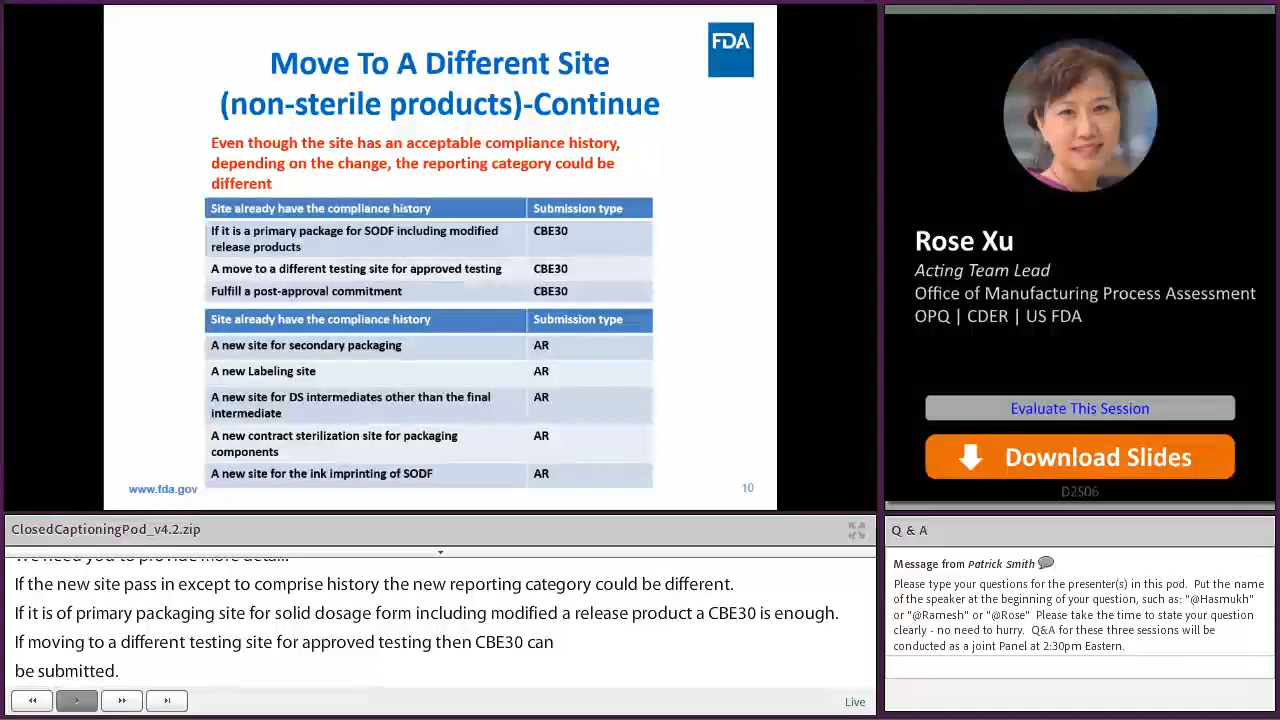 FDA
Move To A Different Site
(non-sterile products)-Continue
Even though the site has an acceptable compliance history,
depending on the change, the reporting category could be
different
Site already have the compliance history Submission type
If it is a primary package for SODF including modified
release products CBE30
A move to a different testing site for approved testing CBE30
Fulfill a post-approval commitment CBE30
Site already have the compliance history Submission type
A new site for secondary packaging AR
A new Labeling site AR
A new site for DS intermediates other than the final
intermediate AR
A new contract sterilization site for packaging
components AR
A new site for the ink imprinting of SODF AR
www.fda.gov 10
Rose Xu
Acting Team Lead
Office of Manufacturing Process Assessment
OPQ | CDER | US FDA
Evaluate This Session
Download Slides
D2S06
ClosedCaptioningPod_v4.2.zip
We need you to provide more detail.
If the new site pass in except to comprise history the new reporting category could be different.
If it is of primary packaging site for solid dosage form including modified a release product a CBE30 is enough.
If moving to a different testing site for approved testing then CBE30 can
be submitted.
Live
Q & A
Message from Patrick Smith
Please type your questions for the presenter(s) in this pod. Put the name
of the speaker at the beginning of your question, such as: "@Hasmukh"
or "@Ramesh" or "@Rose" Please take the time to state your question
clearly - no need to hurry. Q&A for these three sessions will be
conducted as a joint Panel at 2:30pm Eastern.